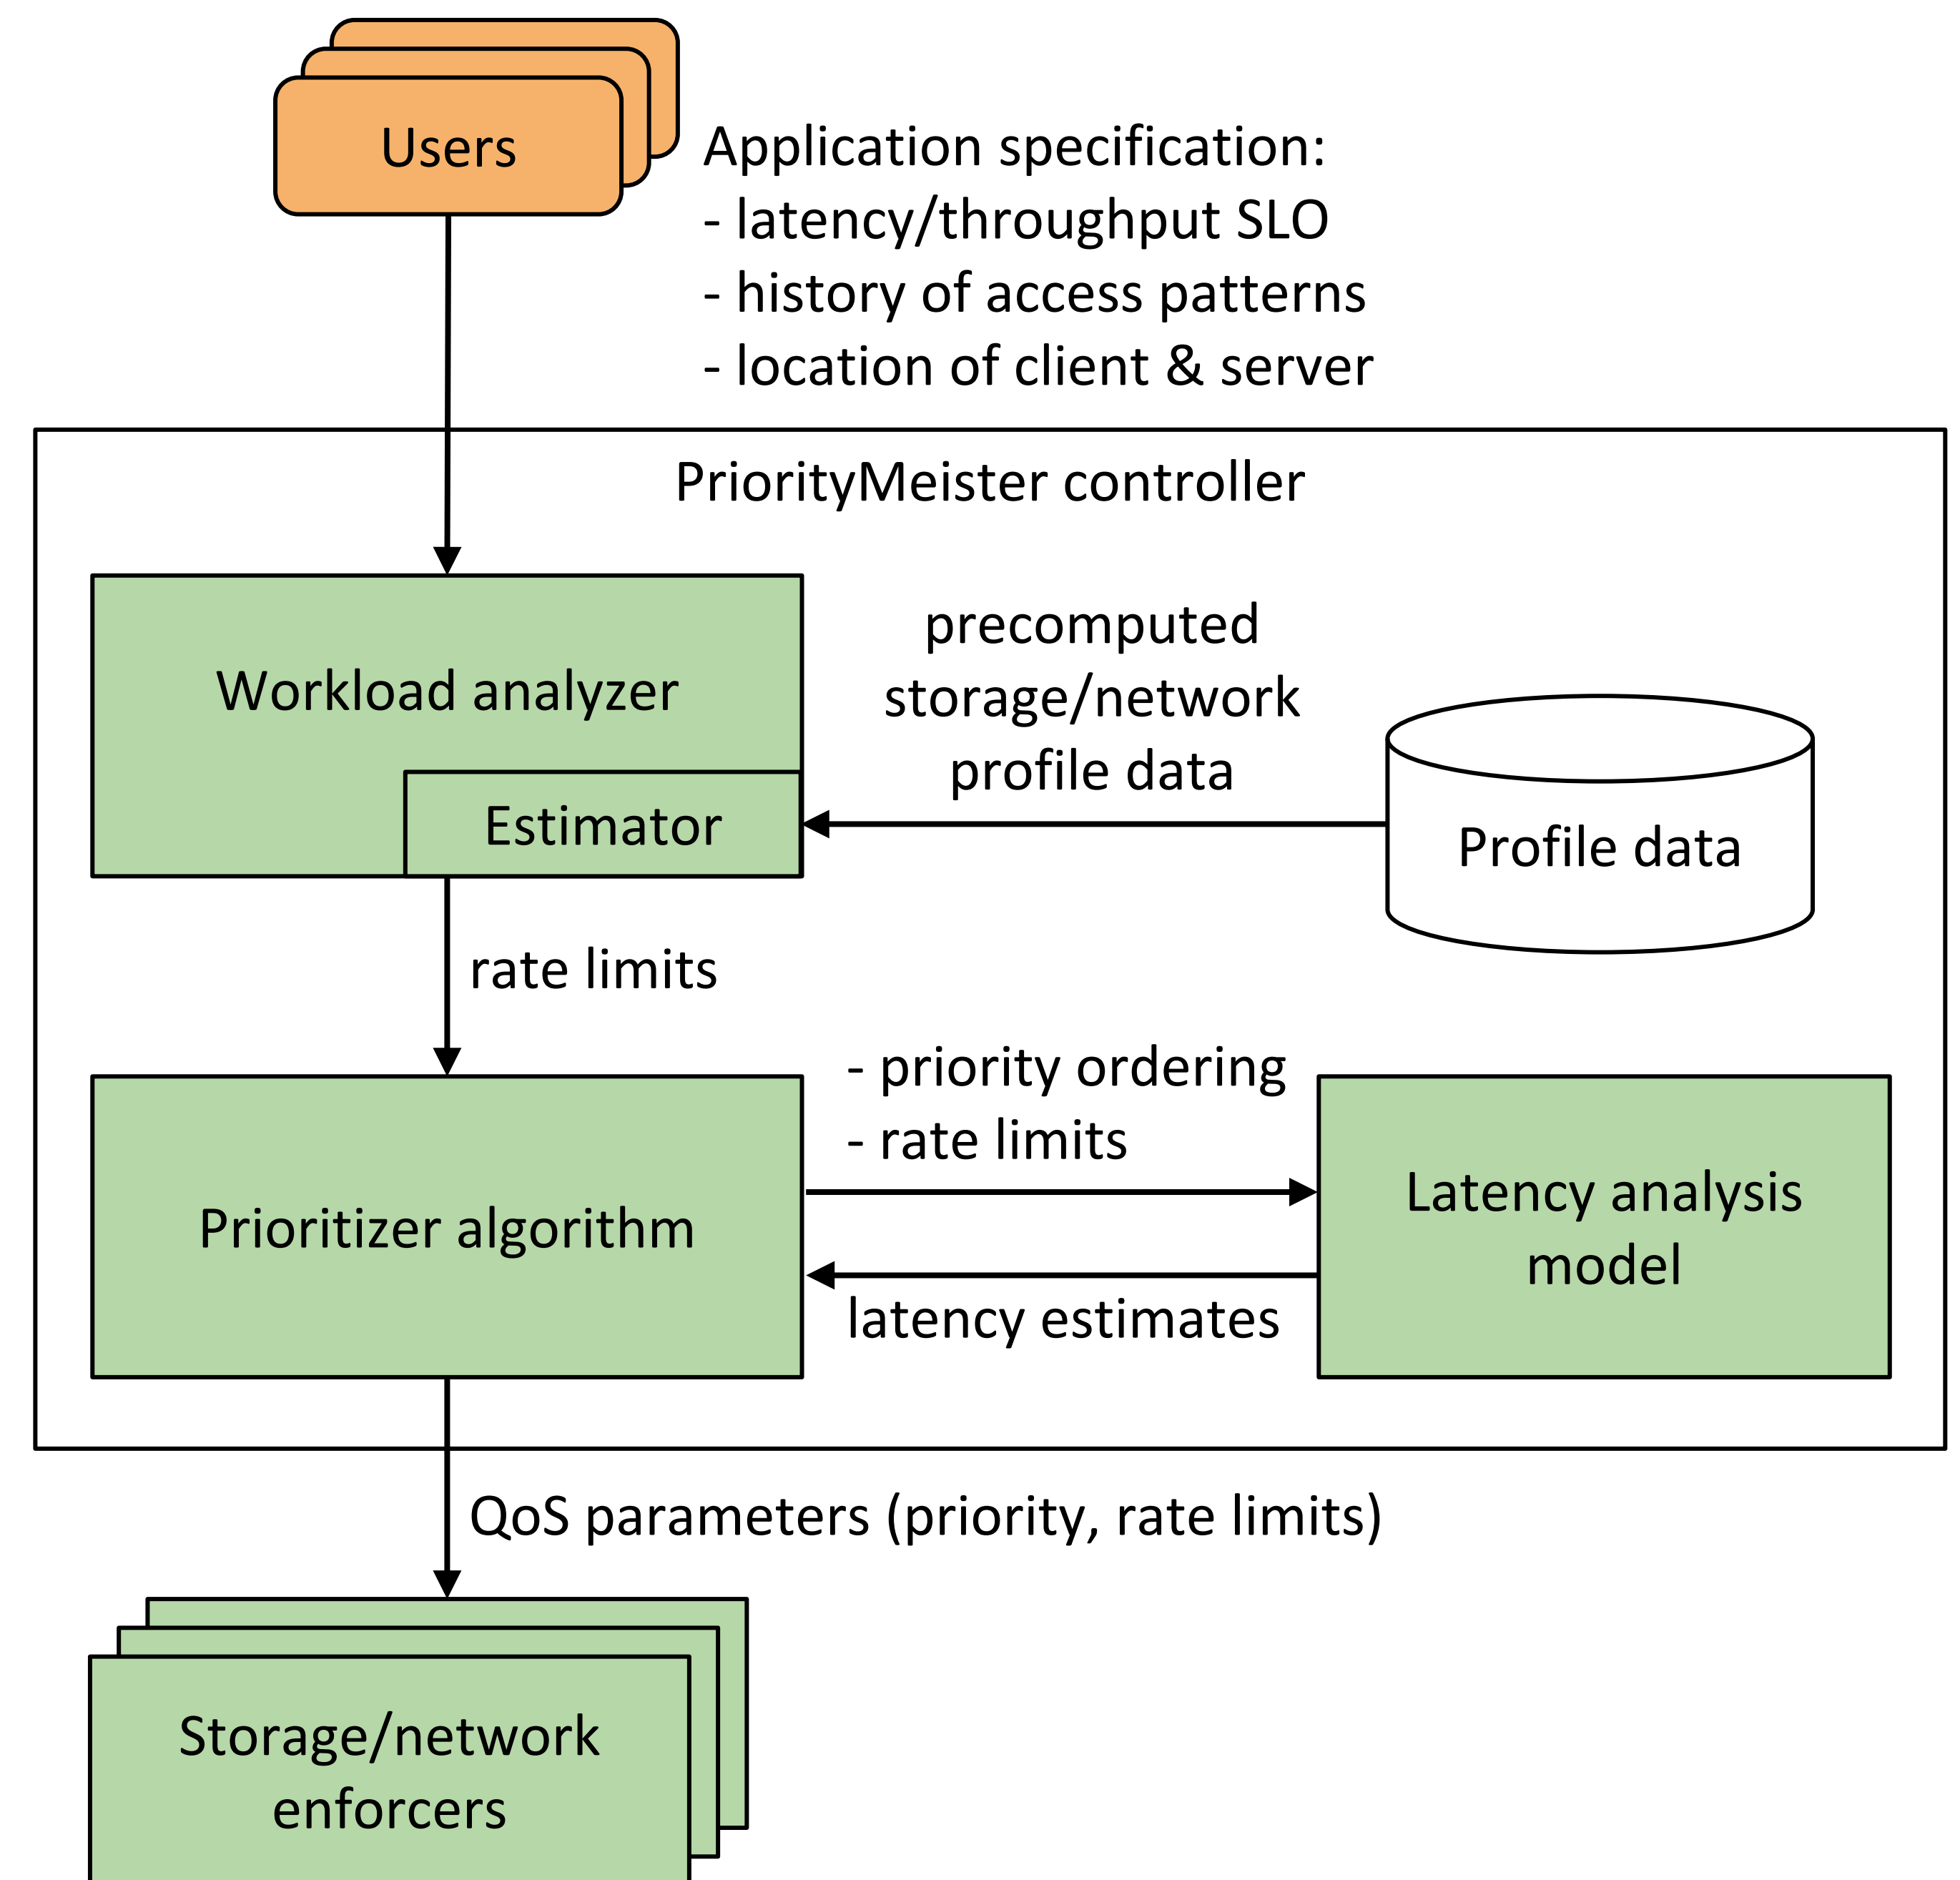 Users
Application specification:
- latency/throughput SLO
- history of access patterns
- location of client & server
PriorityMeister controller
Workload analyzer
Estimator
precomputed
storage/network
profile data
Profile data
rate limits
- priority ordering
- rate limits
Prioritizer algorithm
Latency analysis
model
latency estimates
QoS parameters (priority, rate limits)
Storage/network
enforcers